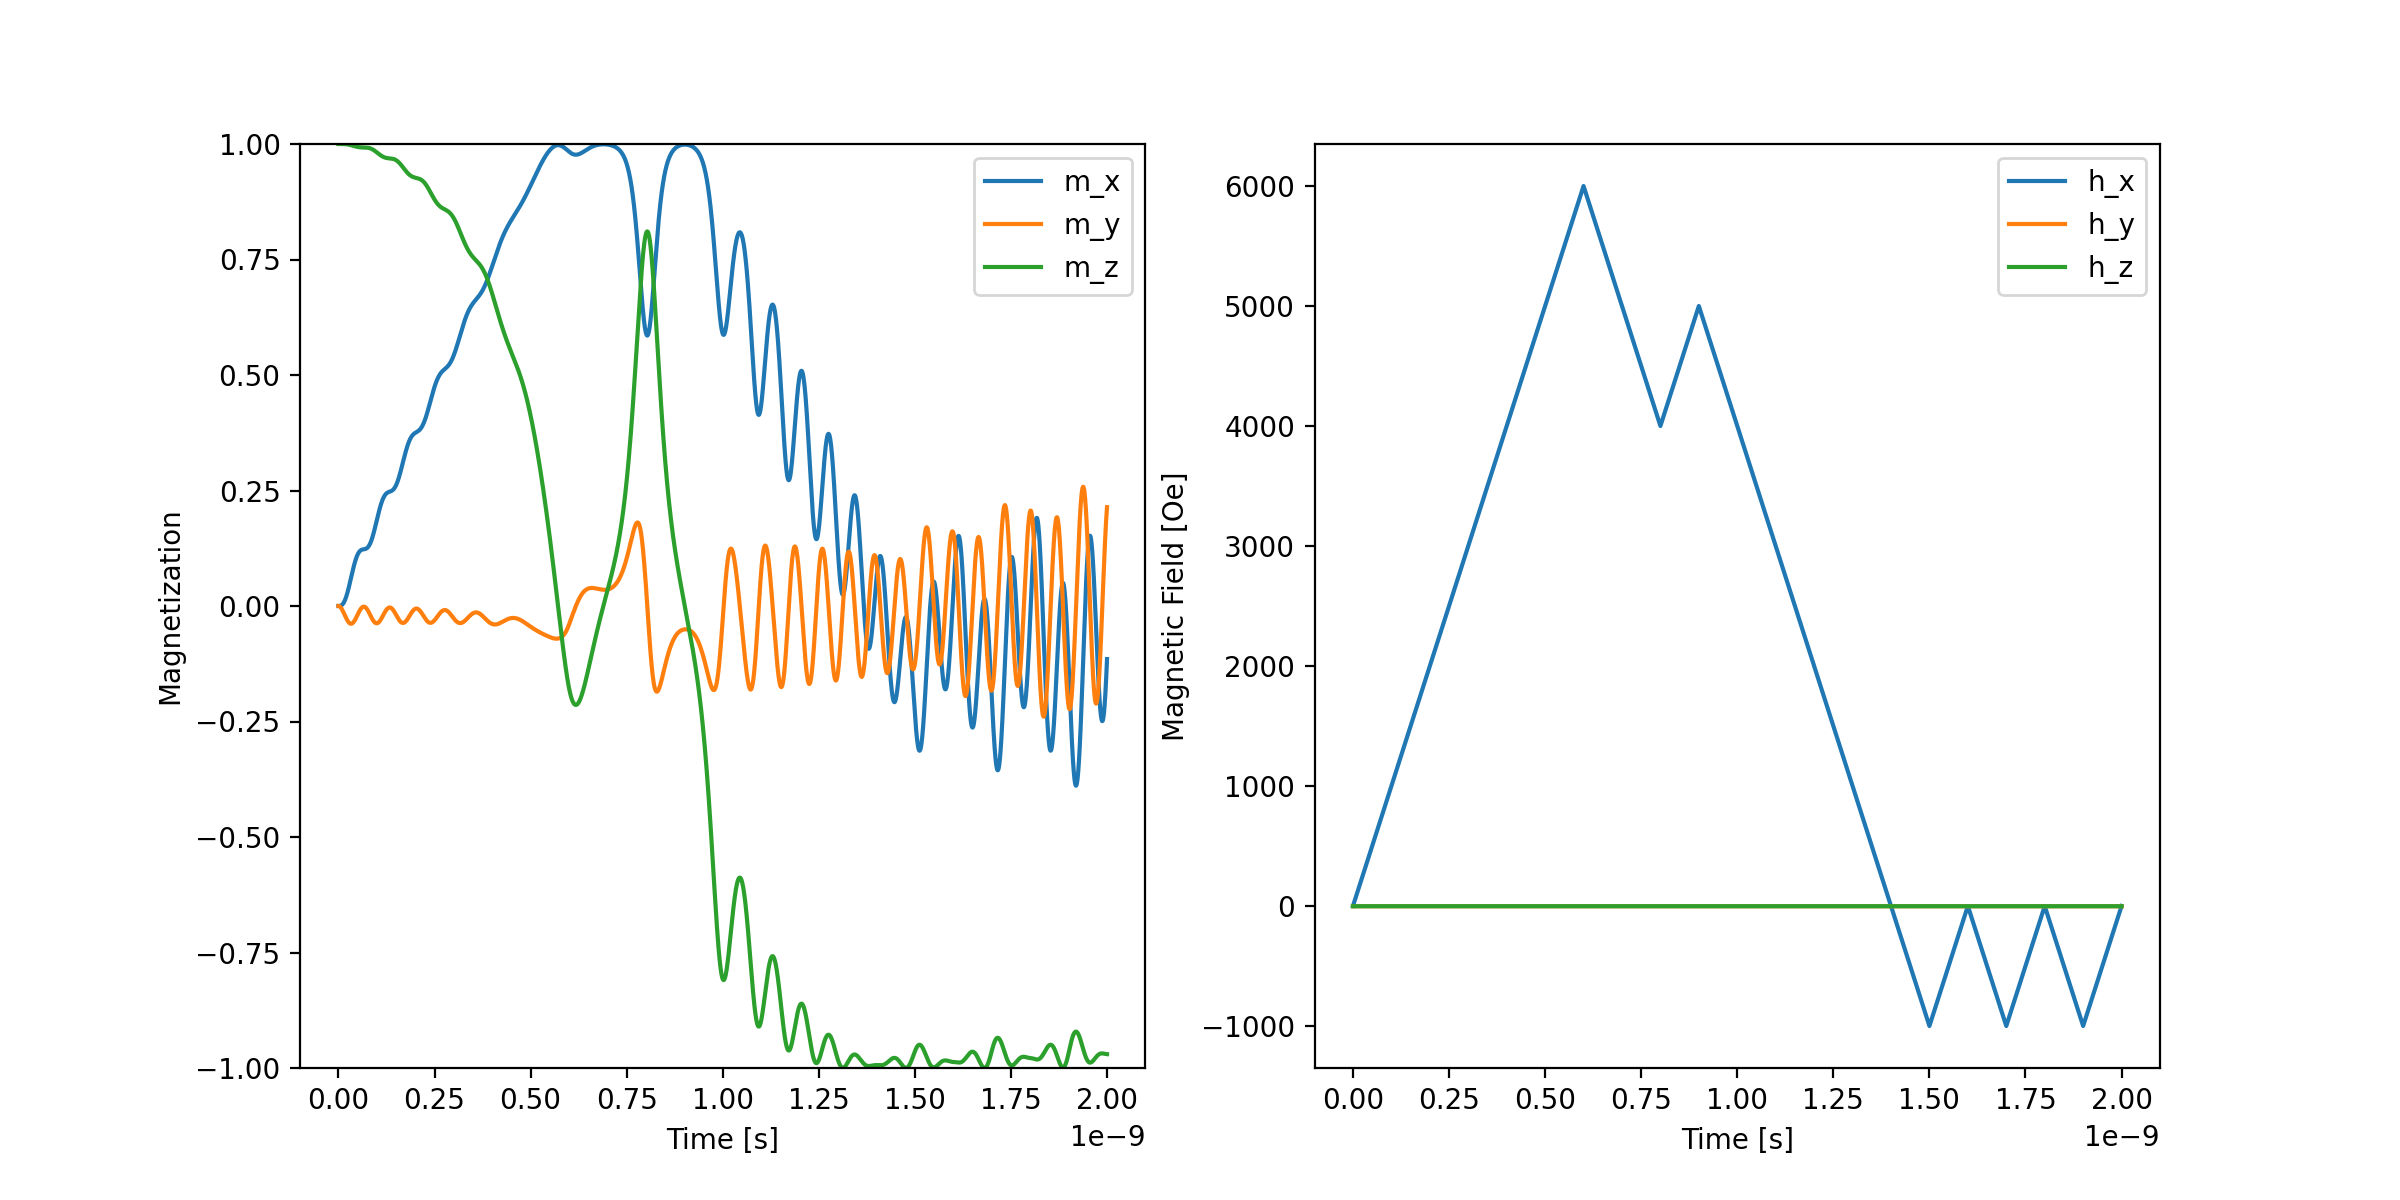 1.00
0.75
0.50
0.25
0.00
−0.25
−0.50
−0.75
−1.00
Magnetization
0.00 0.25 0.50 0.75 1.00 1.25 1.50 1.75 2.00
Time [s]
1e−9
m_x
m_y
m_z
6000
5000
4000
3000
2000
1000
0
−1000
Magnetic Field [Oe]
0.00 0.25 0.50 0.75 1.00 1.25 1.50 1.75 2.00
Time [s]
1e−9
h_x
h_y
h_z